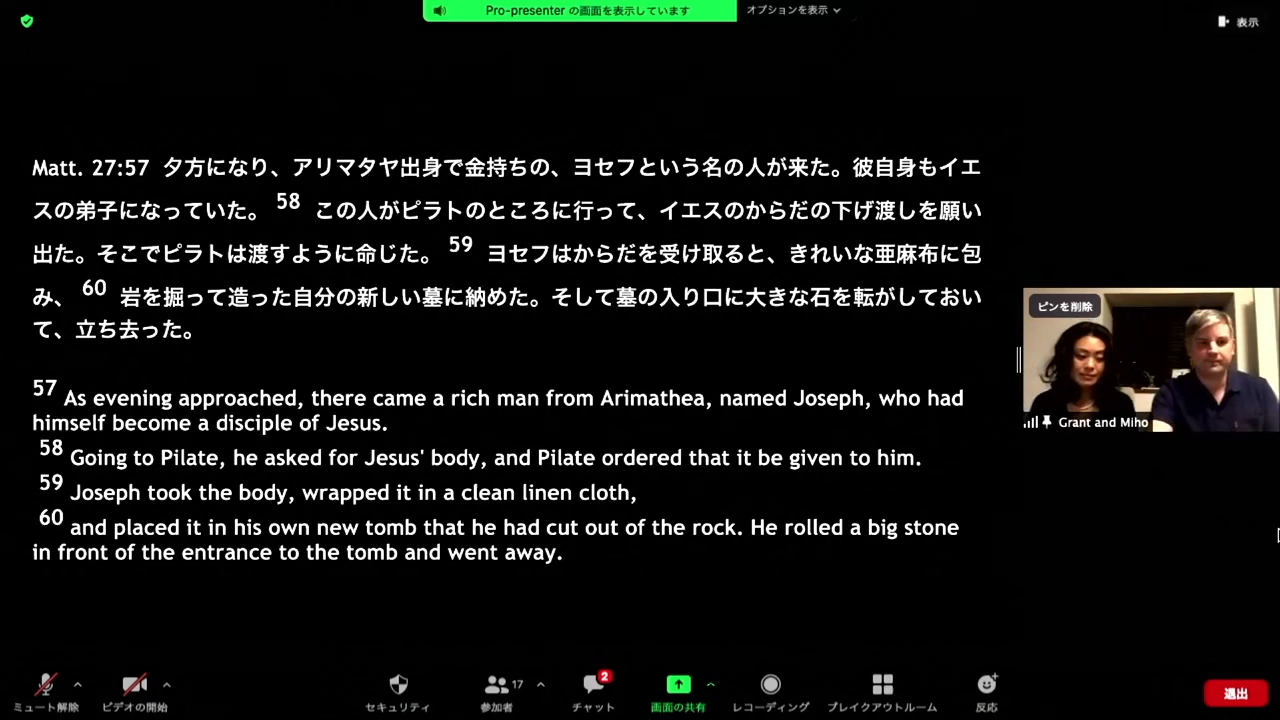 Pro-presenter の画面を表示しています
オプションを表示
表示
Matt. 27:57 夕方になり、アリマタヤ出身で金持ちの、ヨセフという名の人が来た。彼自身もイエ
スの弟子になっていた。 58 この人がピラトのところに行って、イエスのからだの下げ渡しを願い
出た。そこでピラトは渡すように命じた。 59 ヨセフはからだを受け取ると、きれいな亜麻布に包
み、 60 岩を掘って造った自分の新しい墓に納めた。そして墓の入り口に大きな石を転がしておい
て、立ち去った。
57 As evening approached, there came a rich man from Arimathea, named Joseph, who had
himself become a disciple of Jesus.
58 Going to Pilate, he asked for Jesus' body, and Pilate ordered that it be given to him.
59 Joseph took the body, wrapped it in a clean linen cloth,
60 and placed it in his own new tomb that he had cut out of the rock. He rolled a big stone
in front of the entrance to the tomb and went away.
ピンを削除
Grant and Miho
ミュート解除
ビデオの開始
セキュリティ
17
参加者
2
チャット
画面の共有
レコーディング
ブレイクアウトルーム
反応
退出